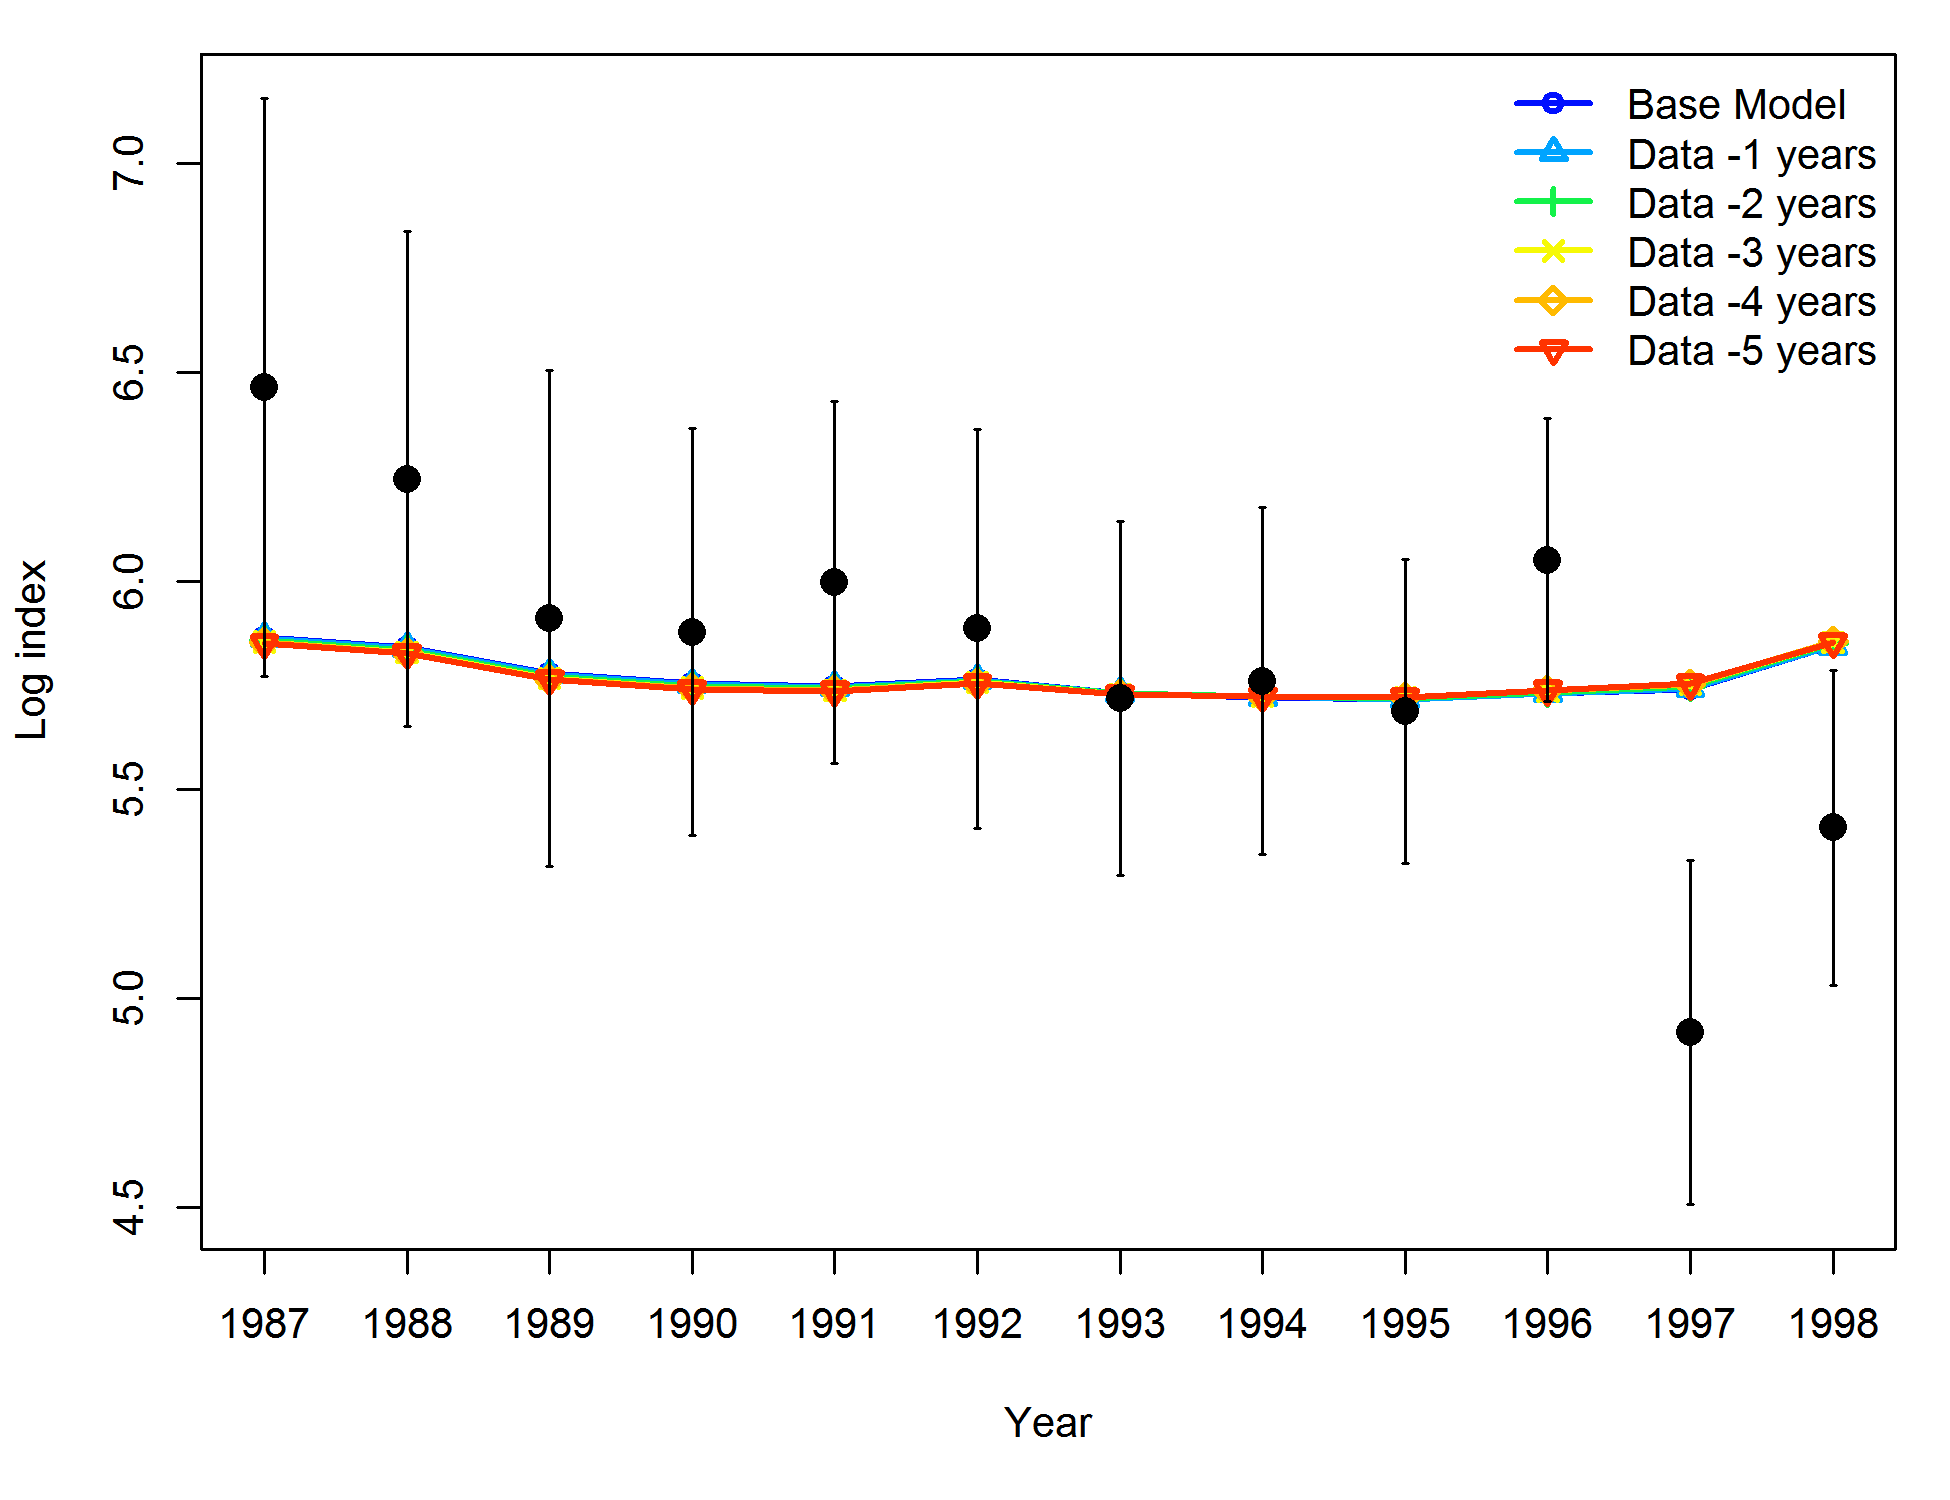 Base Model
Data -1 years
Data -2 years
Data -3 years
Data -4 years
Data -5 years
7.0
6.5
6.0
5.5
5.0
4.5
Log index
1987 1988 1989 1990 1991 1992 1993 1994 1995 1996 1997 1998
Year